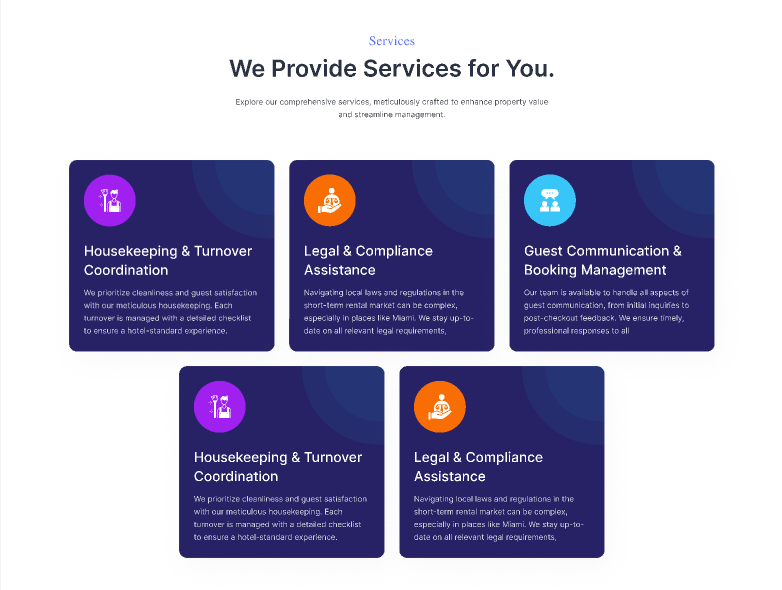 Services
We Provide Services for You.
Explore our comprehensive services, meticulously crafted to enhance property value
and streamline management.
Housekeeping & Turnover
Coordination
We prioritize cleanliness and guest satisfaction
with our meticulous housekeeping. Each
turnover is managed with a detailed checklist
to ensure a hotel-standard experience.
Legal & Compliance
Assistance
Navigating local laws and regulations in the
short-term rental market can be complex,
especially in places like Miami. We stay up-to-
date on all relevant legal requirements,
Guest Communication &
Booking Management
Our team is available to handle all aspects of
guest communication, from initial inquiries to
post-checkout feedback. We ensure timely,
professional responses to all
Housekeeping & Turnover
Coordination
We prioritize cleanliness and guest satisfaction
with our meticulous housekeeping. Each
turnover is managed with a detailed checklist
to ensure a hotel-standard experience.
Legal & Compliance
Assistance
Navigating local laws and regulations in the
short-term rental market can be complex,
especially in places like Miami. We stay up-to-
date on all relevant legal requirements,